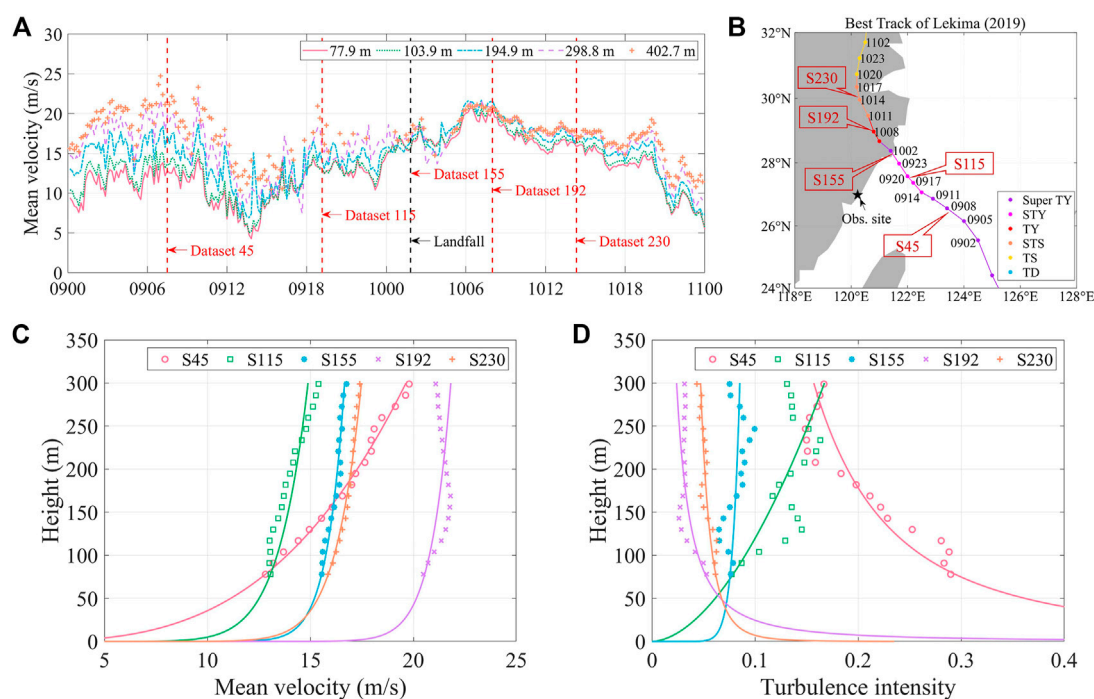 A
77.9 m 103.9 m 194.9 m 298.8 m 402.7 m
Mean velocity (m/s)
30
25
20
15
10
5
0
Dataset 45
Dataset 115
Dataset 155
Landfall
Dataset 192
Dataset 230
0900 0906 0912 0918 1000 1006 1012 1018 1100
B
Best Track of Lekima (2019)
32°N
30°N
28°N
26°N
24°N
1102
1023
1020
1017
1014
1011
1008
1002
0923
0920
0917
0914
0911
0908
0905
0902
S230
S192
S155
S115
S45
Obs. site
Super TY
STY
TY
STS
TS
TD
118°E 120°E 122°E 124°E 126°E 128°E
C
S45 S115 S155 S192 S230
Height (m)
350
300
250
200
150
100
50
0
5 10 15 20 25
Mean velocity (m/s)
D
S45 S115 S155 S192 S230
Height (m)
350
300
250
200
150
100
50
0
0 0.1 0.2 0.3 0.4
Turbulence intensity